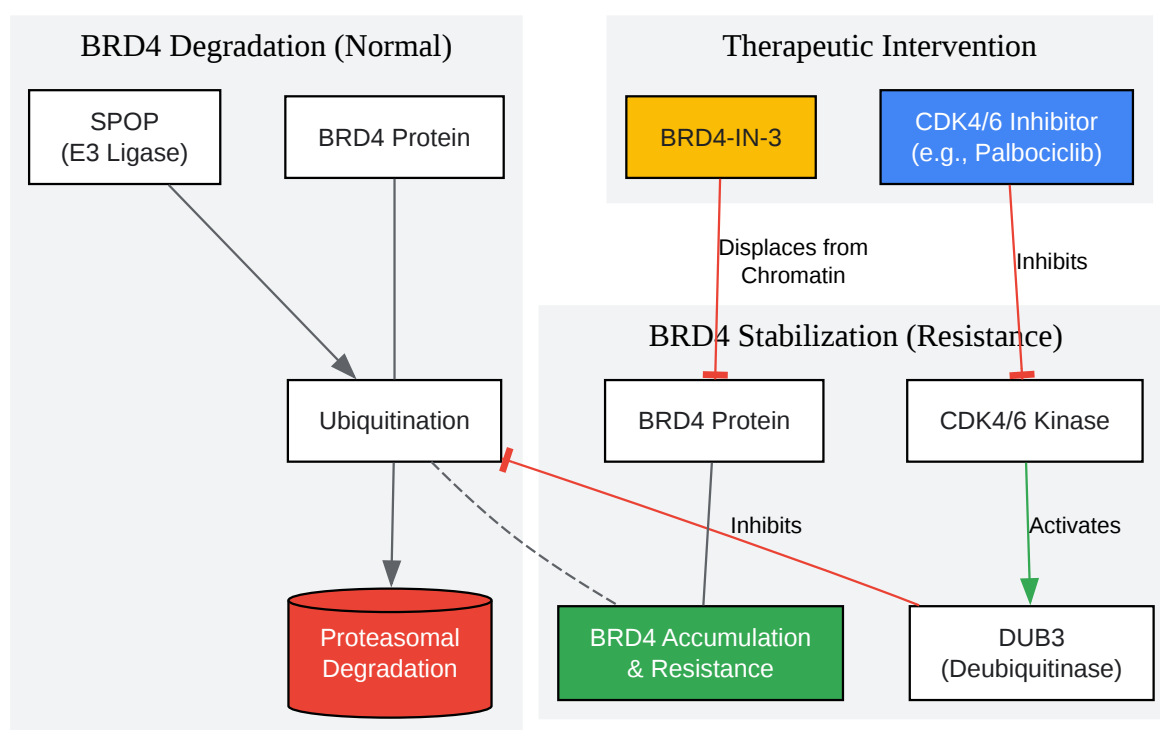 BRD4 Degradation (Normal)
Therapeutic Intervention
SPOP
(E3 Ligase)
BRD4 Protein
BRD4-IN-3
CDK4/6 Inhibitor
(e.g., Palbociclib)
Displaces from
Chromatin
Inhibits
BRD4 Stabilization (Resistance)
Ubiquitination
BRD4 Protein
CDK4/6 Kinase
Inhibits
Activates
Proteasomal
Degradation
BRD4 Accumulation
& Resistance
DUB3
(Deubiquitinase)